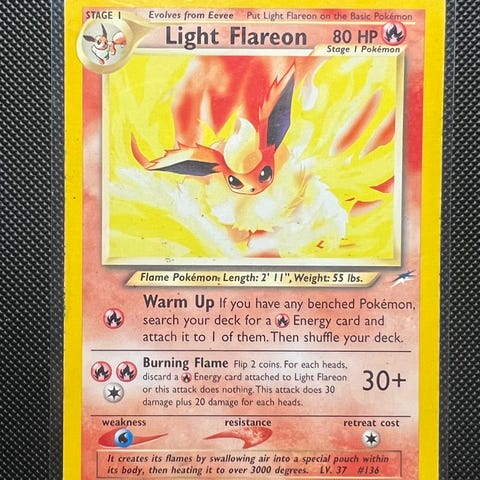 STAGE 1 Evolves from Eevee Put Light Flareon on the Basic Pokémon
Light Flareon 80 HP
Stage 1 Pokémon
Flame Pokémon. Length: 2' 11", Weight: 55 lbs.
Warm Up If you have any benched Pokémon,
search your deck for a Energy card and
attach it to 1 of them. Then shuffle your deck.
Burning Flame Flip 2 coins. For each heads,
discard a Energy card attached to Light Flareon
or this attack does nothing. This attack does 30
damage plus 20 damage for each heads.
30+
weakness resistance retreat cost
It creates its flames by swallowing air into a special pouch within
its body, then heating it to over 3000 degrees. LV. 37 #136